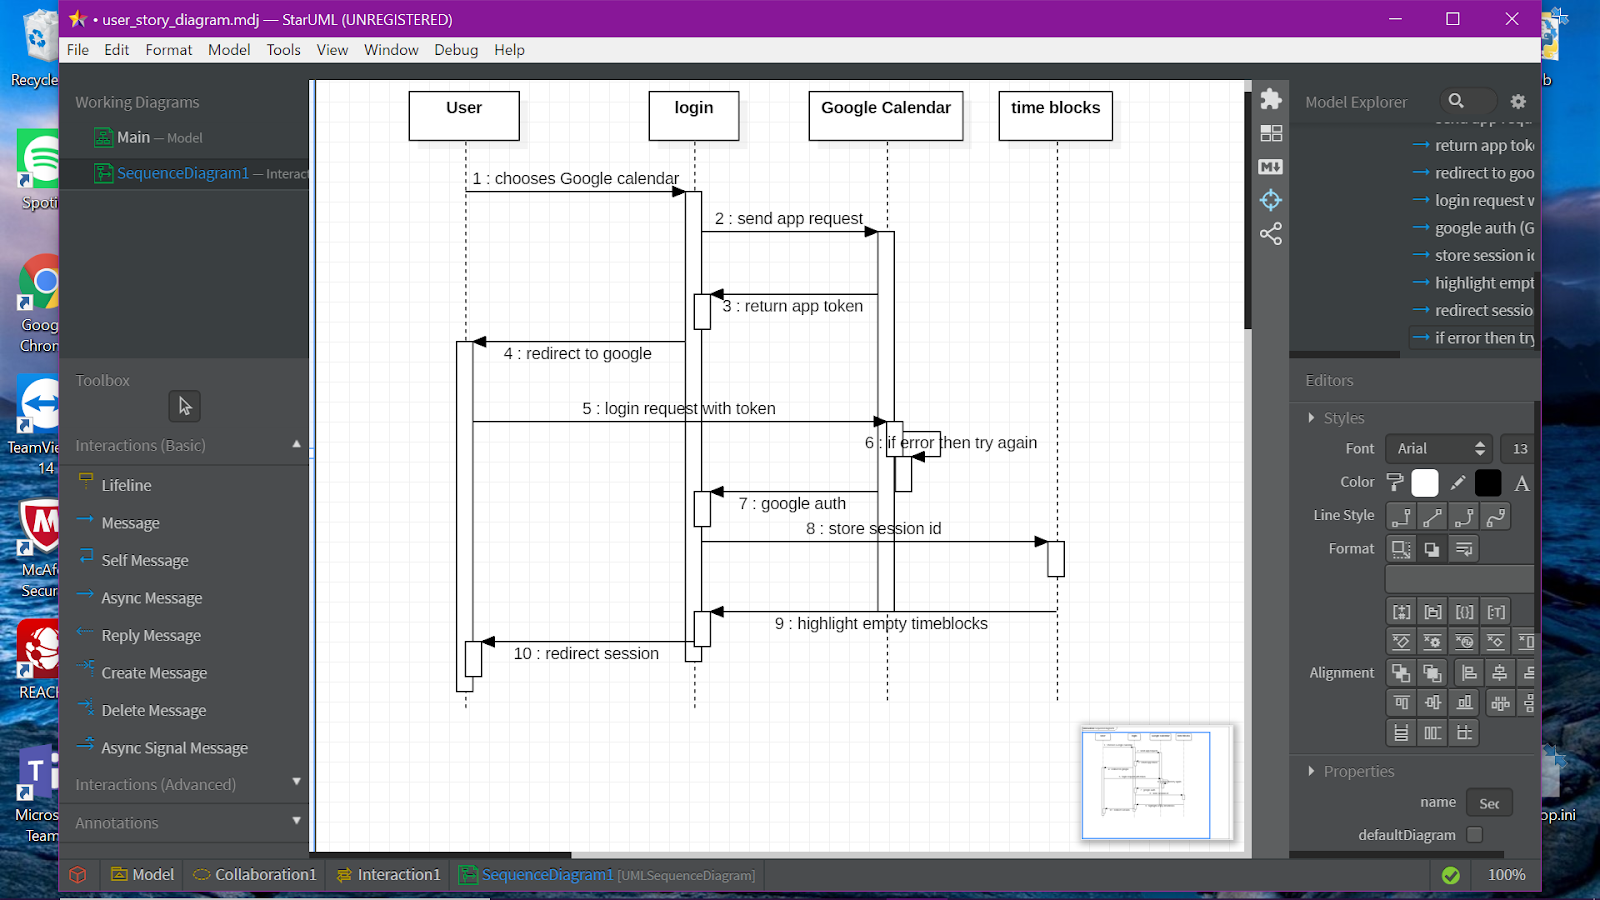 • user_story_diagram.mdj — StarUML (UNREGISTERED)
File Edit Format Model Tools View Window Debug Help
Recycle
Spoti
Goog
Chron
TeamVie
14
McAf
Secur
REACH
Micros
Team
b
op.ini
Working Diagrams
Main — Model
SequenceDiagram1 — Interact
Toolbox
Interactions (Basic)
Lifeline
Message
Self Message
Async Message
Reply Message
Create Message
Delete Message
Async Signal Message
Interactions (Advanced)
Annotations
User
login
Google Calendar
time blocks
1 : chooses Google calendar
2 : send app request
3 : return app token
4 : redirect to google
5 : login request with token
6 : if error then try again
7 : google auth
8 : store session id
9 : highlight empty timeblocks
10 : redirect session
Model Explorer
send app requ
return app tok
redirect to goo
login request w
google auth (G
store session i
highlight empt
redirect sessio
if error then try
Editors
Styles
Font Arial 13
Color A
Line Style
Format
Alignment
Properties
name Sec
defaultDiagram
Model Collaboration1 Interaction1 SequenceDiagram1 [UMLSequenceDiagram]
100%